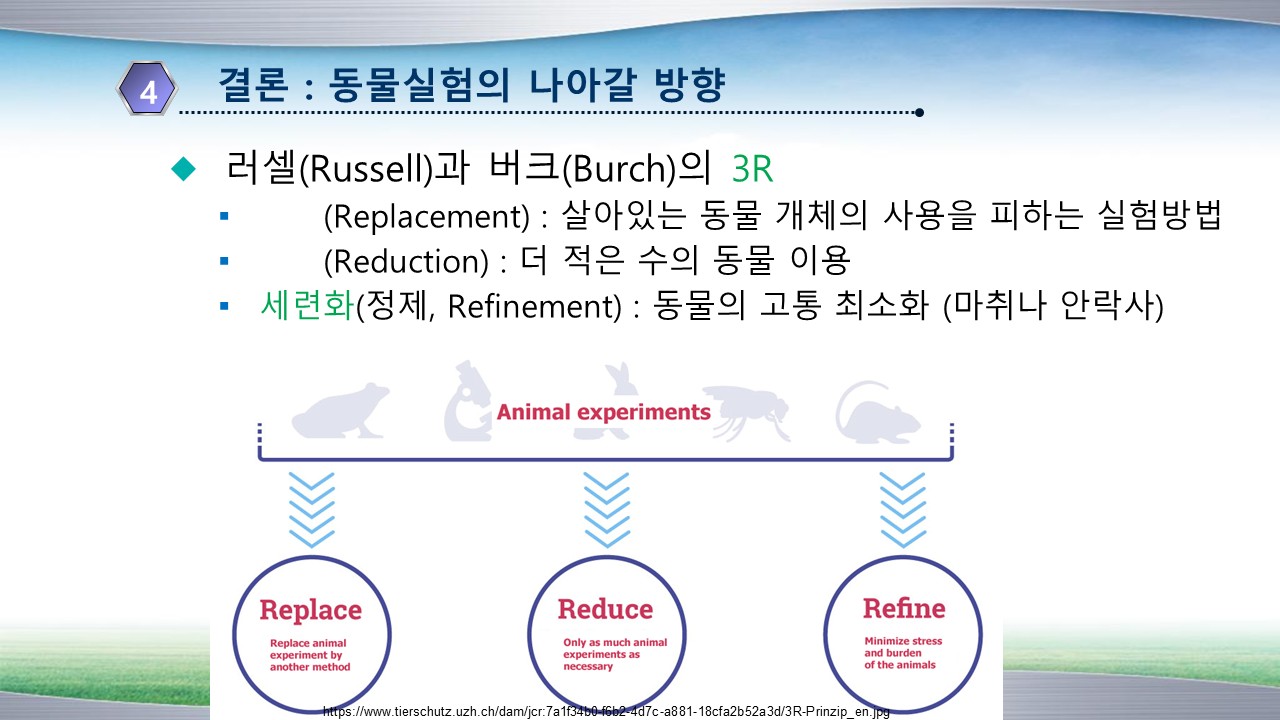 4
결론 : 동물실험의 나아갈 방향
러셀(Russell)과 버크(Burch)의 3R
(Replacement) : 살아있는 동물 개체의 사용을 피하는 실험방법
(Reduction) : 더 적은 수의 동물 이용
세련화(정제, Refinement) : 동물의 고통 최소화 (마취나 안락사)
Animal experiments
Replace
Replace animal
experiment by
another method
Reduce
Only as much animal
experiments as
necessary
Refine
Minimize stress
and burden
of the animals
https://www.tierschutz.uzh.ch/dam/jcr:7a1f34b0-f6b2-4d7c-a881-18cfa2b52a3d/3R-Prinzip_en.jpg